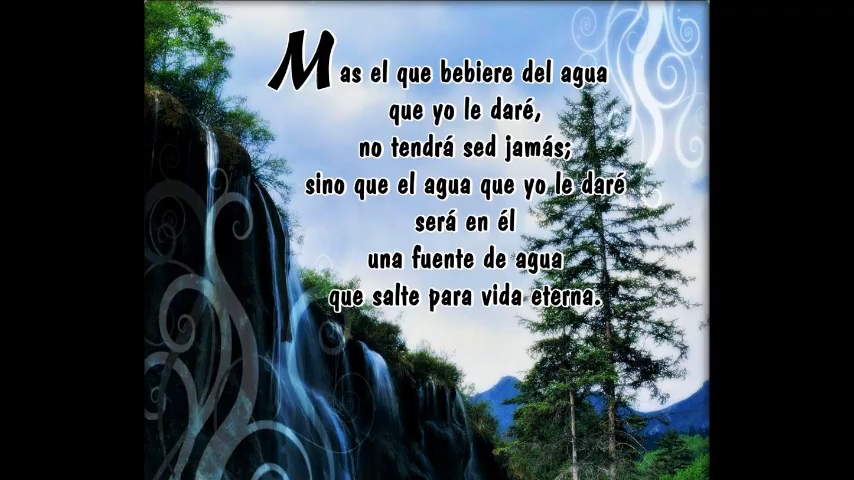 Mas el que bebiere del agua
que yo le daré,
no tendrá sed jamás;
sino que el agua que yo le daré
será en él
una fuente de agua
que salte para vida eterna.